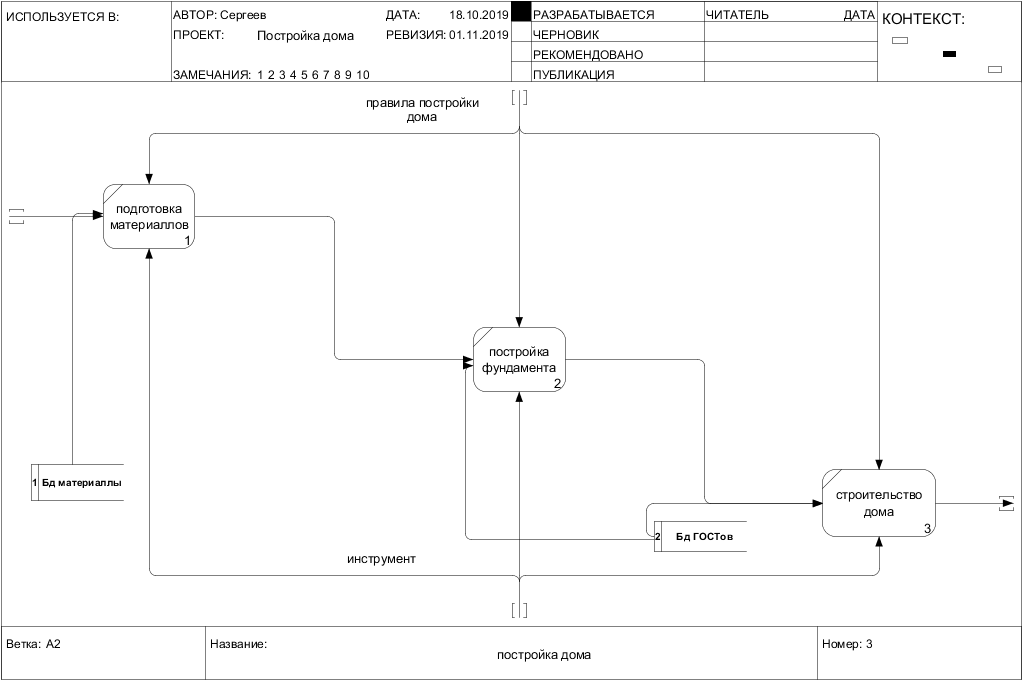 ИСПОЛЬЗУЕТСЯ В:
АВТОР: Сергеев
ДАТА: 18.10.2019
ПРОЕКТ: Постройка дома
РЕВИЗИЯ: 01.11.2019
ЗАМЕЧАНИЯ: 1 2 3 4 5 6 7 8 9 10
РАЗРАБАТЫВАЕТСЯ
ЧЕРНОВИК
РЕКОМЕНДОВАНО
ПУБЛИКАЦИЯ
ЧИТАТЕЛЬ ДАТА
КОНТЕКСТ:
правила постройки
дома
подготовка
материаллов
1
постройка
фундамента
2
1 Бд материаллы
строительство
дома
3
2 Бд ГОСТов
инструмент
Ветка: A2
Название:
постройка дома
Номер: 3